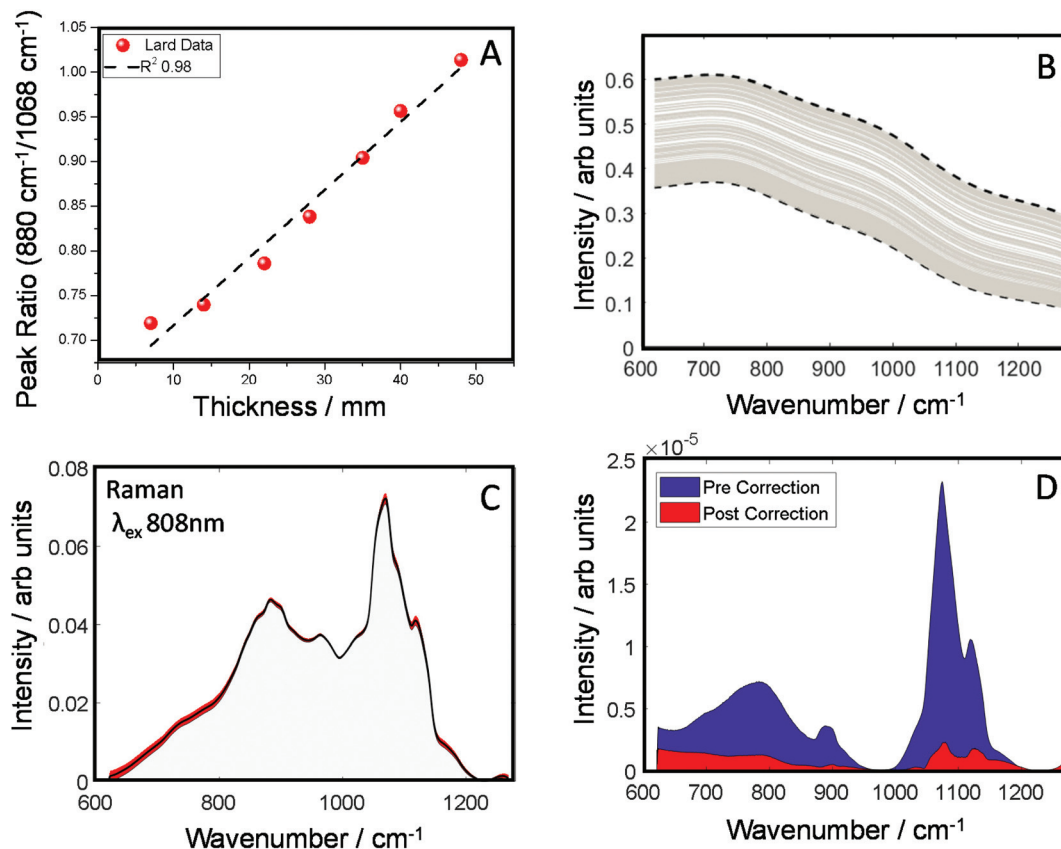 A
Lard Data
R² 0.98
Peak Ratio (880 cm⁻¹/1068 cm⁻¹)
1.05
1.00
0.95
0.90
0.85
0.80
0.75
0.70
0 10 20 30 40 50
Thickness / mm
B
Intensity / arb units
0.6
0.5
0.4
0.3
0.2
0.1
0
600 700 800 900 1000 1100 1200
Wavenumber / cm⁻¹
C
Raman
λex 808nm
Intensity / arb units
0.08
0.06
0.04
0.02
0
600 800 1000 1200
Wavenumber / cm⁻¹
D
×10⁻⁵
Pre Correction
Post Correction
Intensity / arb units
2.5
2
1.5
1
0.5
0
600 700 800 900 1000 1100 1200
Wavenumber / cm⁻¹